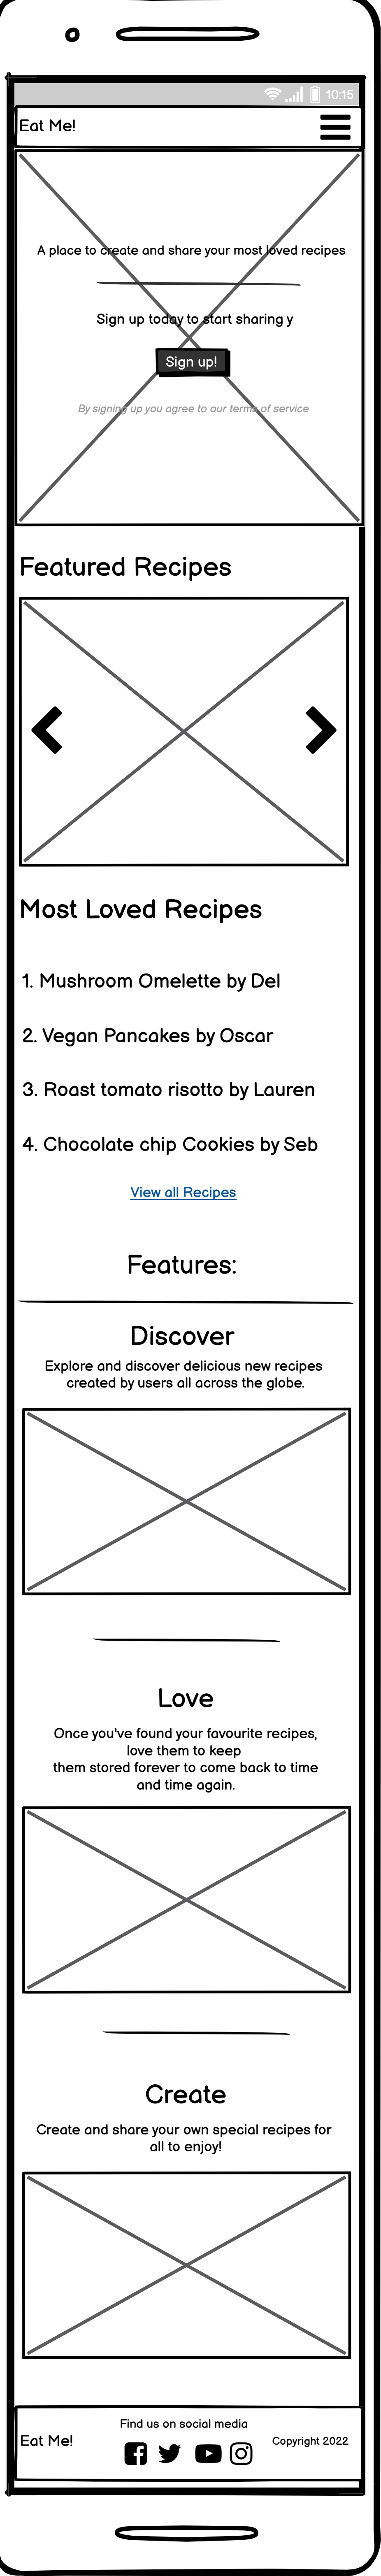 10:15
Eat Me!
A place to create and share your most loved recipes
Sign up today to start sharing y
Sign up!
By signing up you agree to our terms of service
Featured Recipes
Most Loved Recipes
1. Mushroom Omelette by Del
2. Vegan Pancakes by Oscar
3. Roast tomato risotto by Lauren
4. Chocolate chip Cookies by Seb
View all Recipes
Features:
Discover
Explore and discover delicious new recipes
created by users all across the globe.
Love
Once you've found your favourite recipes,
love them to keep
them stored forever to come back to time
and time again.
Create
Create and share your own special recipes for
all to enjoy!
Find us on social media
Eat Me!
Copyright 2022